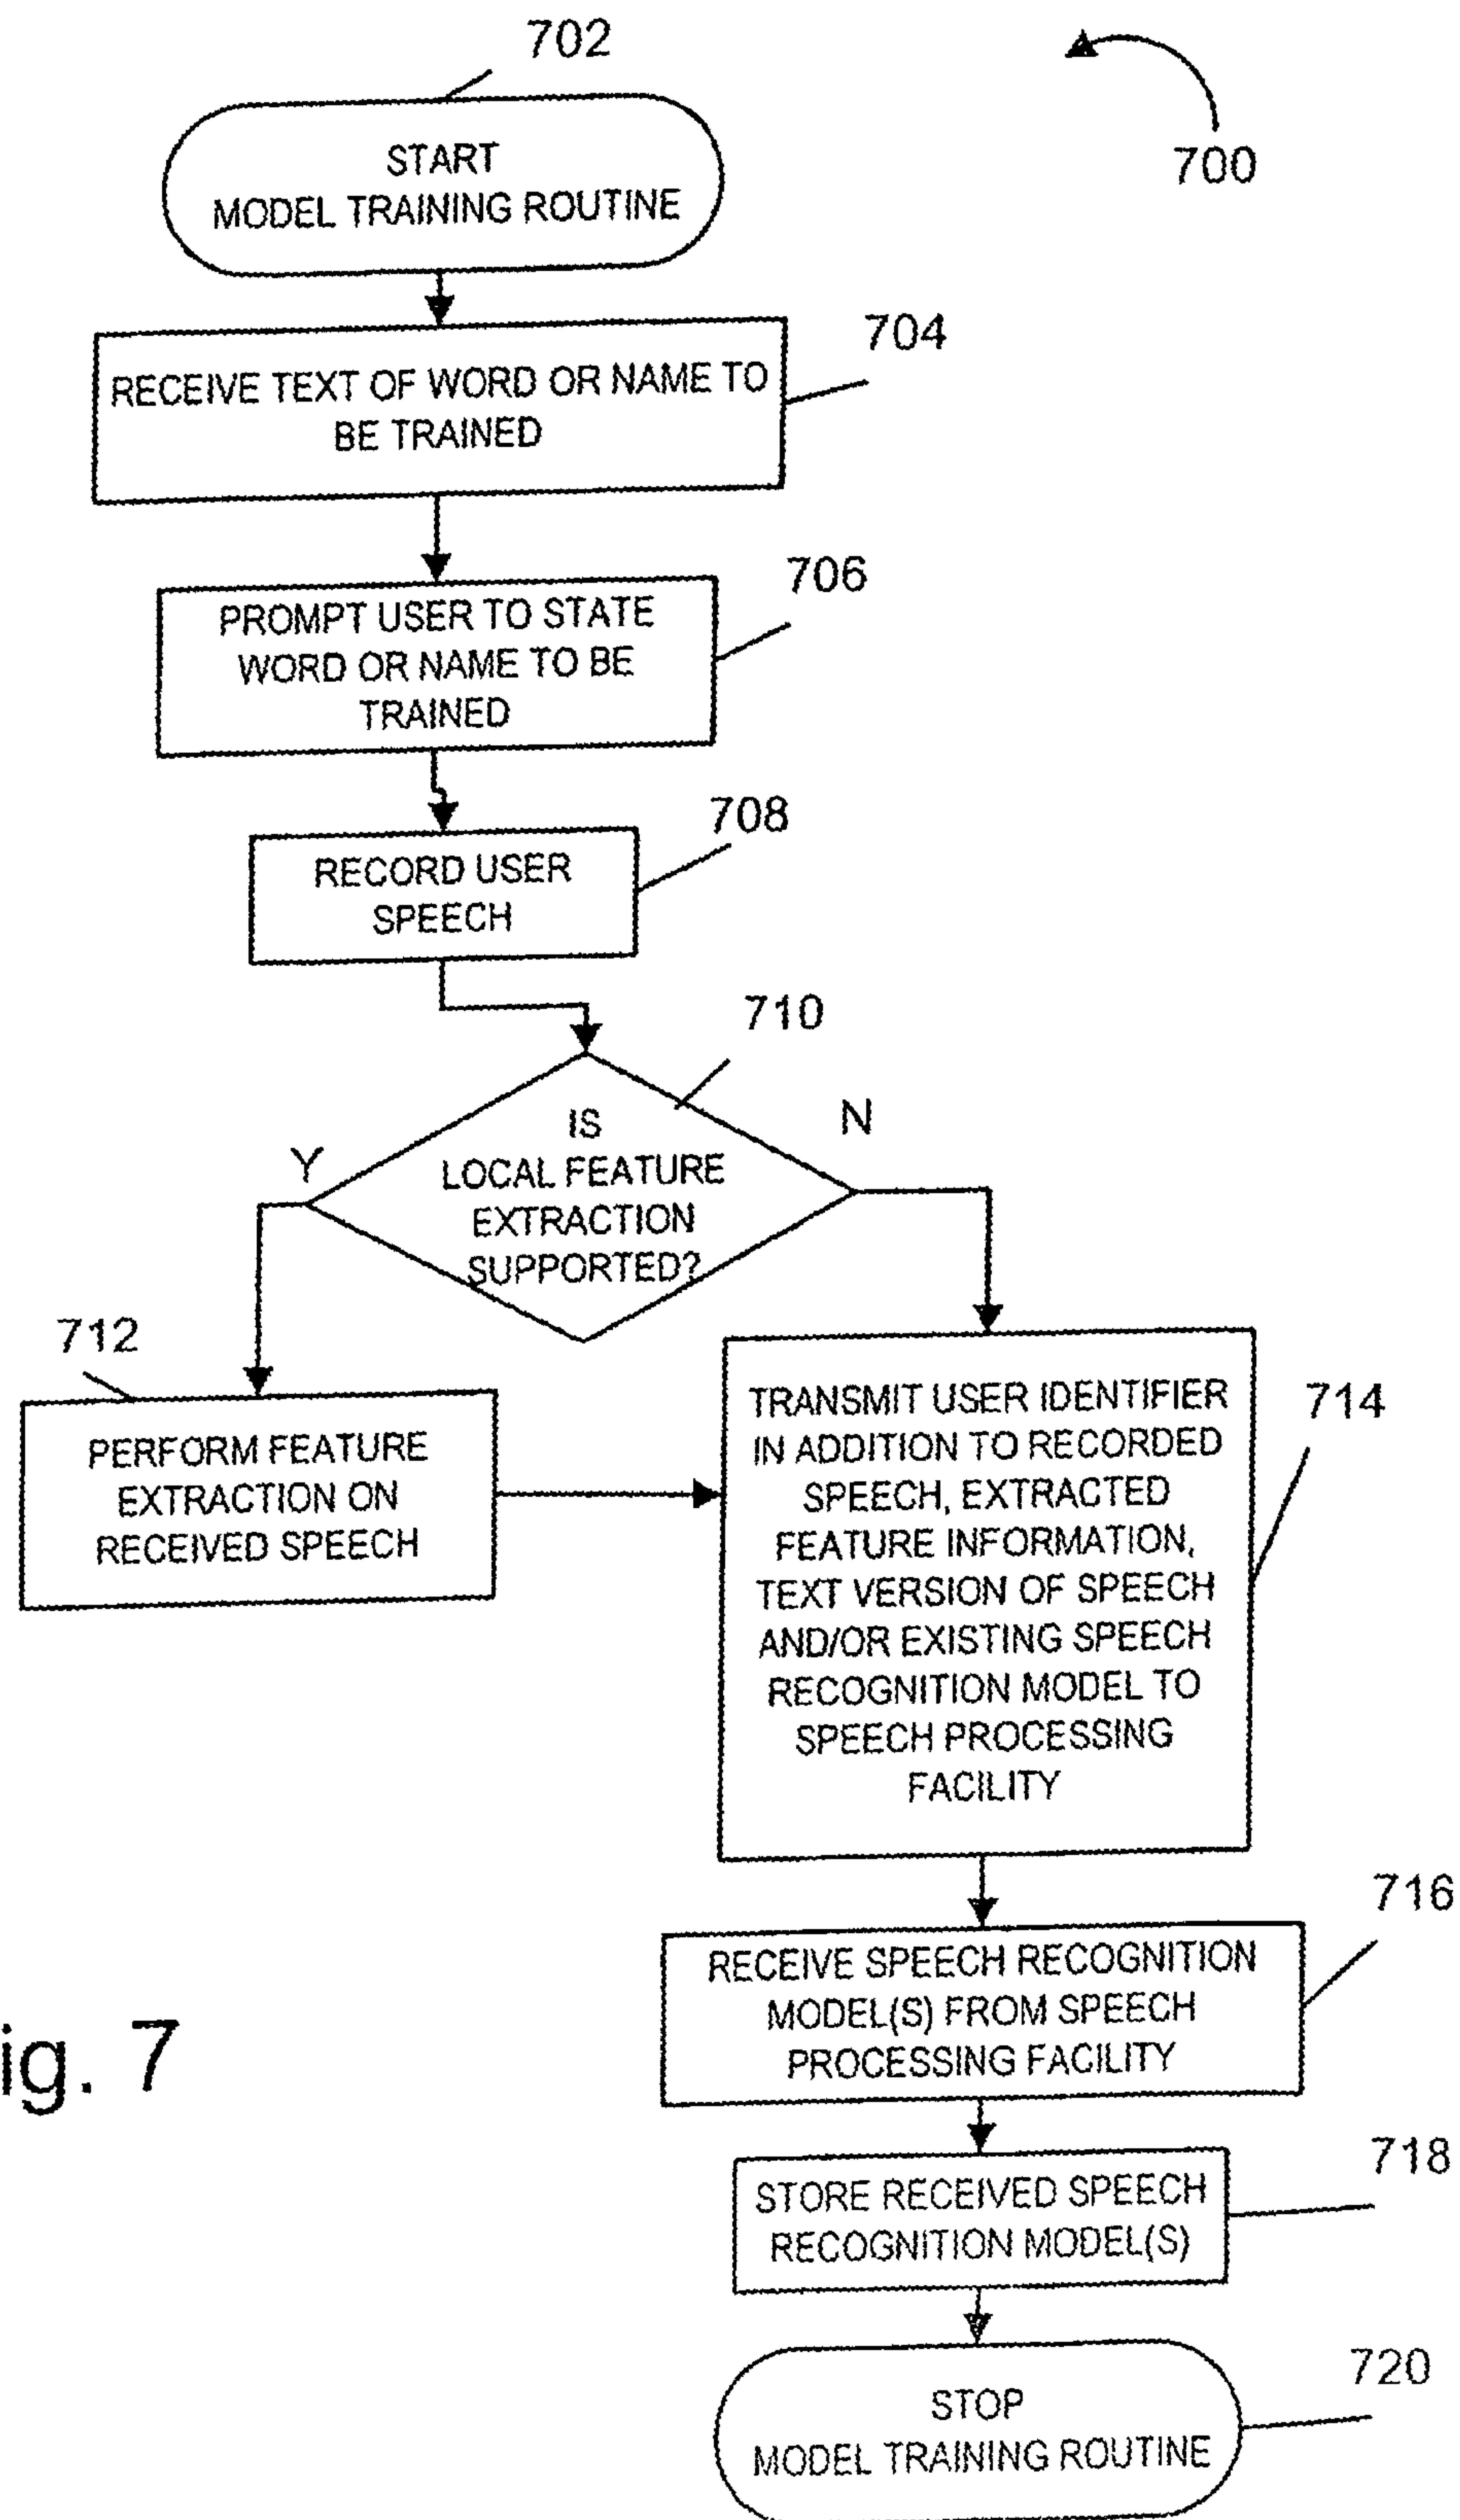 702
START
MODEL TRAINING ROUTINE
700
704
RECEIVE TEXT OF WORD OR NAME TO
BE TRAINED
706
PROMPT USER TO STATE
WORD OR NAME TO BE
TRAINED
708
RECORD USER
SPEECH
710
IS
LOCAL FEATURE
EXTRACTION
SUPPORTED?
Y
N
712
PERFORM FEATURE
EXTRACTION ON
RECEIVED SPEECH
714
TRANSMIT USER IDENTIFIER
IN ADDITION TO RECORDED
SPEECH, EXTRACTED
FEATURE INFORMATION,
TEXT VERSION OF SPEECH
AND/OR EXISTING SPEECH
RECOGNITION MODEL TO
SPEECH PROCESSING
FACILITY
716
RECEIVE SPEECH RECOGNITION
MODEL(S) FROM SPEECH
PROCESSING FACILITY
ig. 7
718
STORE RECEIVED SPEECH
RECOGNITION MODEL(S)
720
STOP
MODEL TRAINING ROUTINE